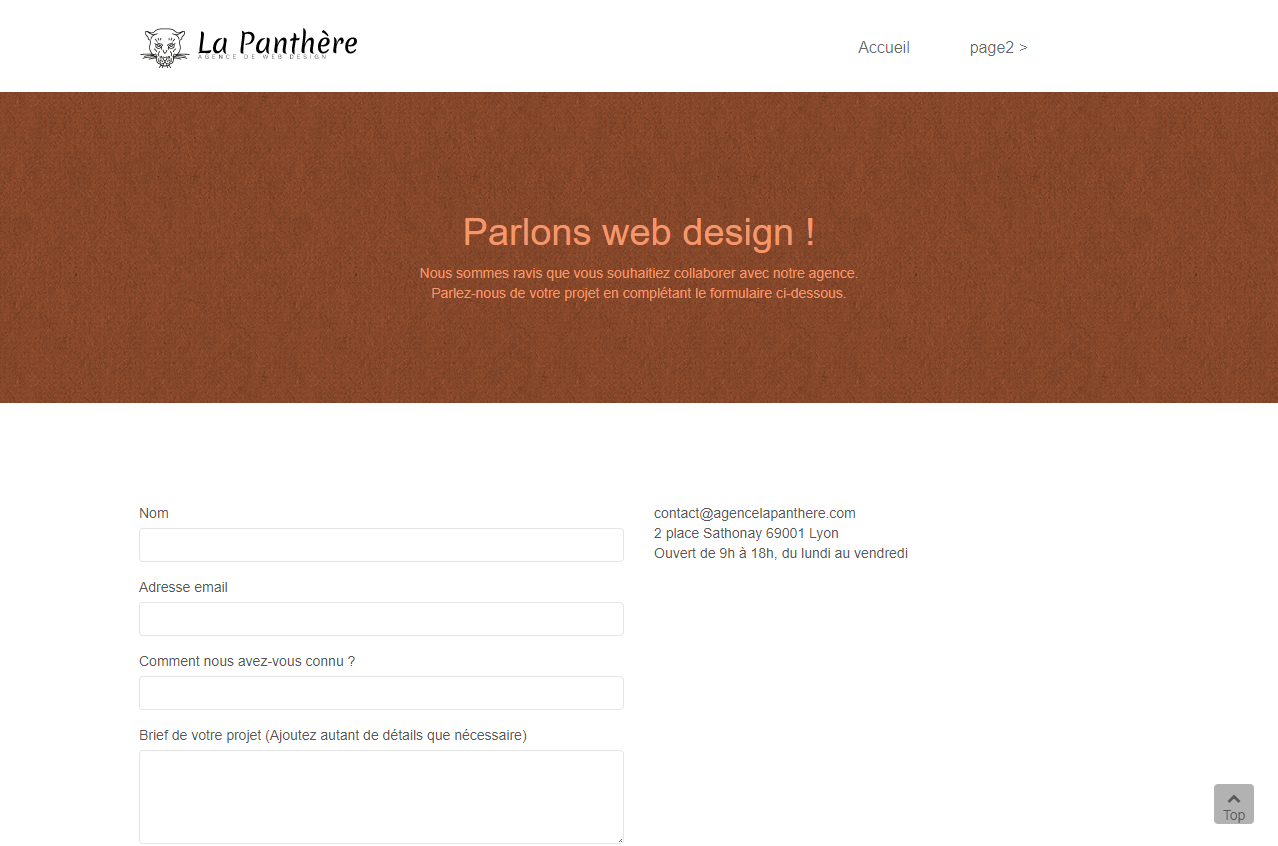 La Panthère
AGENCE DE WEB DESIGN
Accueil
page2 >
Parlons web design !
Nous sommes ravis que vous souhaitiez collaborer avec notre agence.
Parlez-nous de votre projet en complétant le formulaire ci-dessous.
Nom
Adresse email
Comment nous avez-vous connu ?
Brief de votre projet (Ajoutez autant de détails que nécessaire)
contact@agencelapanthere.com
2 place Sathonay 69001 Lyon
Ouvert de 9h à 18h, du lundi au vendredi
Top